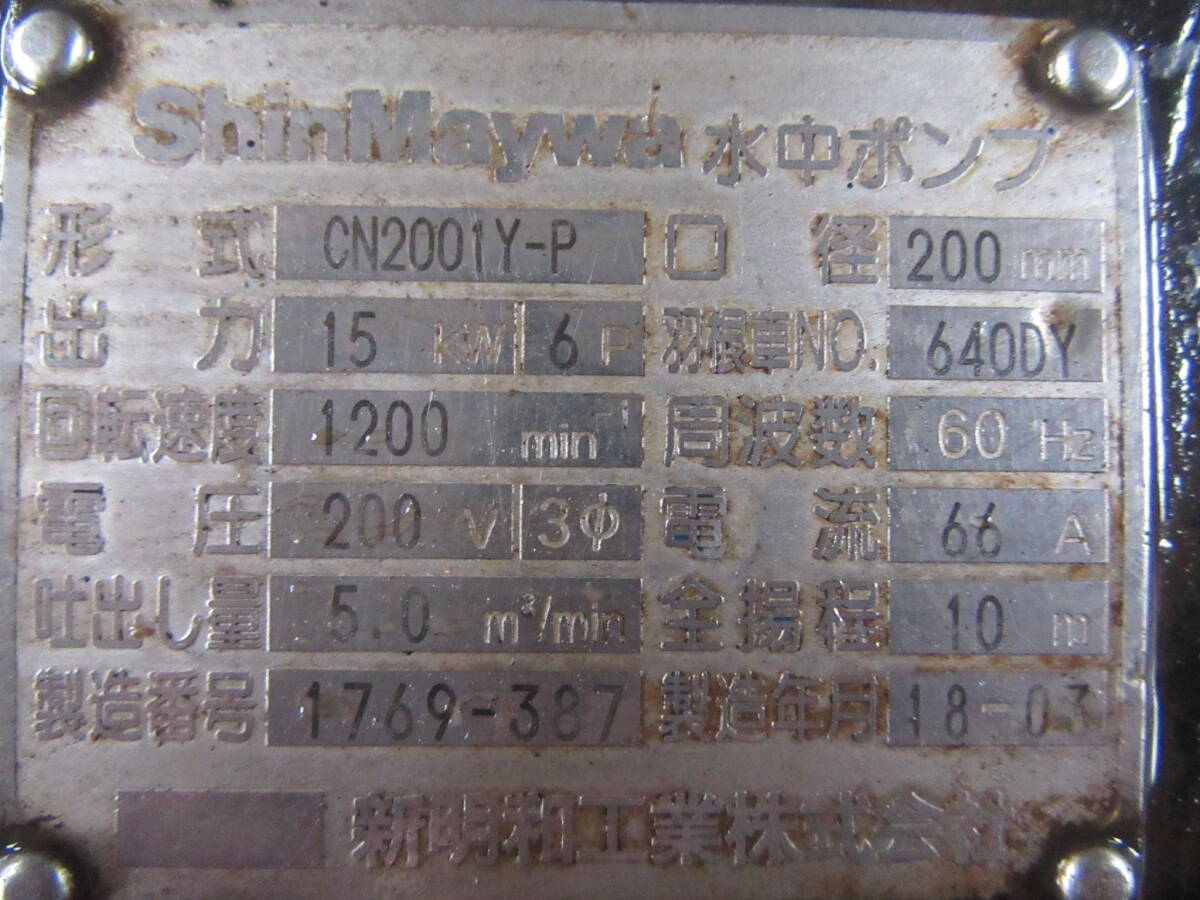 ShinMaywa 水中ポンプ
形式 CN2001Y-P 口径 200 mm
出力 15 kW 6 P 羽根車NO. 640DY
回転速度 1200 min⁻¹ 周波数 60 Hz
電圧 200 V 3φ 電流 66 A
吐出し量 5.0 m³/min 全揚程 10 m
製造番号 1769-387 製造年月 18-03
新明和工業株式会社